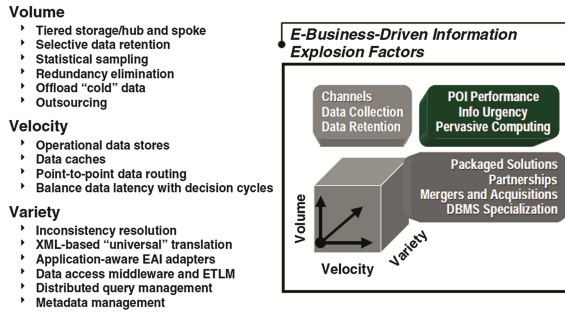 Volume
Tiered storage/hub and spoke
Selective data retention
Statistical sampling
Redundancy elimination
Offload “cold” data
Outsourcing
Velocity
Operational data stores
Data caches
Point-to-point data routing
Balance data latency with decision cycles
Variety
Inconsistency resolution
XML-based “universal” translation
Application-aware EAI adapters
Data access middleware and ETLM
Distributed query management
Metadata management
E-Business-Driven Information
Explosion Factors
Channels
Data Collection
Data Retention
POI Performance
Info Urgency
Pervasive Computing
Packaged Solutions
Partnerships
Mergers and Acquisitions
DBMS Specialization
Volume
Velocity
Variety